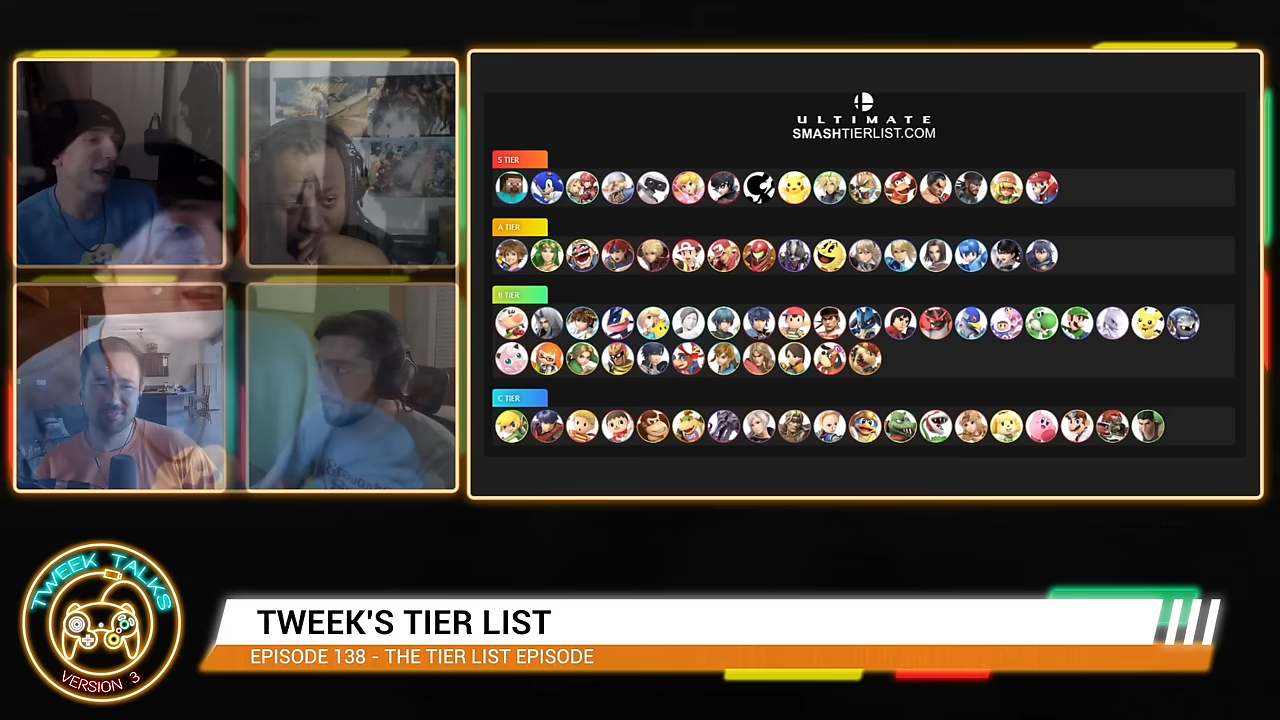 ULTIMATE
SMASHTIERLIST.COM
S TIER
A TIER
B TIER
C TIER
TWEEK TALKS
VERSION 3
TWEEK'S TIER LIST
EPISODE 138 - THE TIER LIST EPISODE